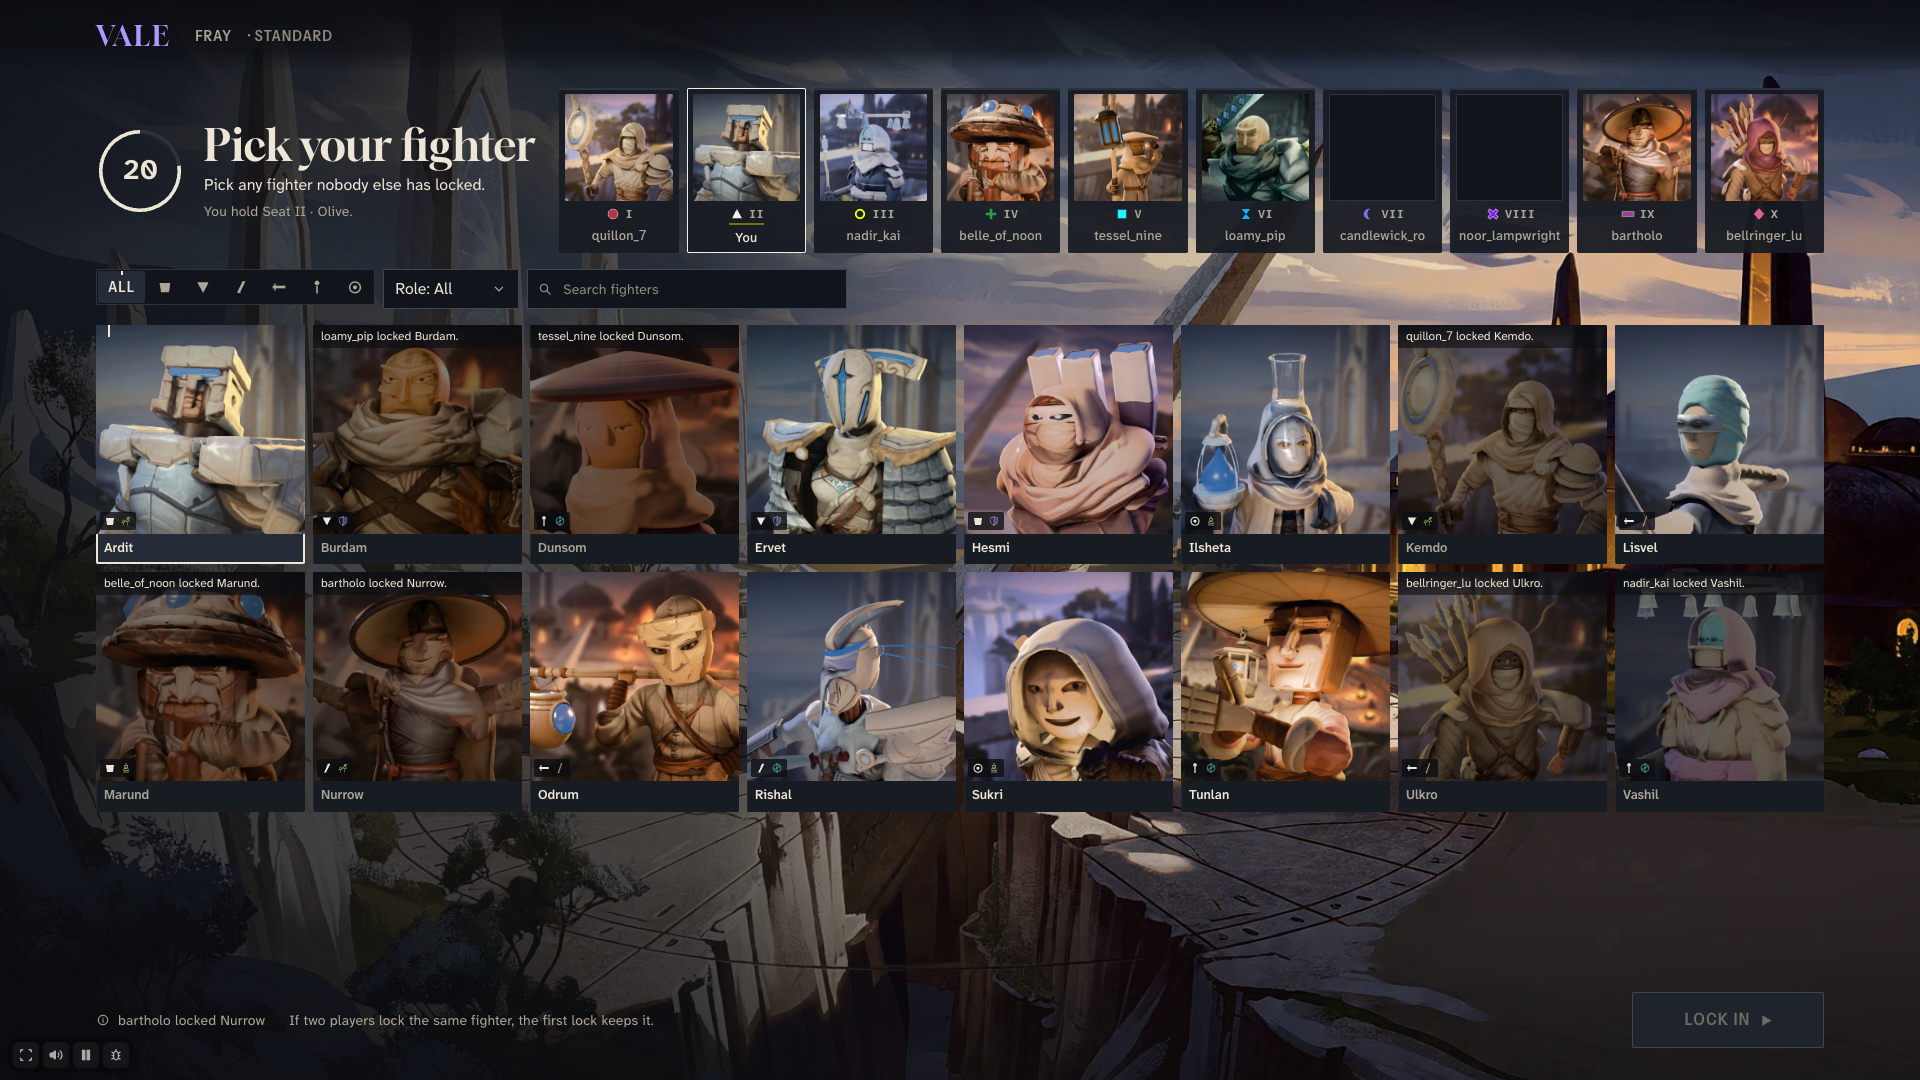 VALE FRAY · STANDARD
20
Pick your fighter
Pick any fighter nobody else has locked.
You hold Seat II · Olive.
I
quillon_7
II
You
III
nadir_kai
IV
belle_of_noon
V
tessel_nine
VI
loamy_pip
VII
candlewick_ro
VIII
noor_lampwright
IX
bartholo
X
bellringer_lu
ALL
Role: All
Search fighters
Ardit
loamy_pip locked Burdam.
Burdam
tessel_nine locked Dunsom.
Dunsom
Ervet
Hesmi
Ilsheta
quillon_7 locked Kemdo.
Kemdo
Lisvel
belle_of_noon locked Marund.
Marund
bartholo locked Nurrow.
Nurrow
Odrum
Rishal
Sukri
Tunlan
bellringer_lu locked Ulkro.
Ulkro
nadir_kai locked Vashil.
Vashil
bartholo locked Nurrow
If two players lock the same fighter, the first lock keeps it.
LOCK IN